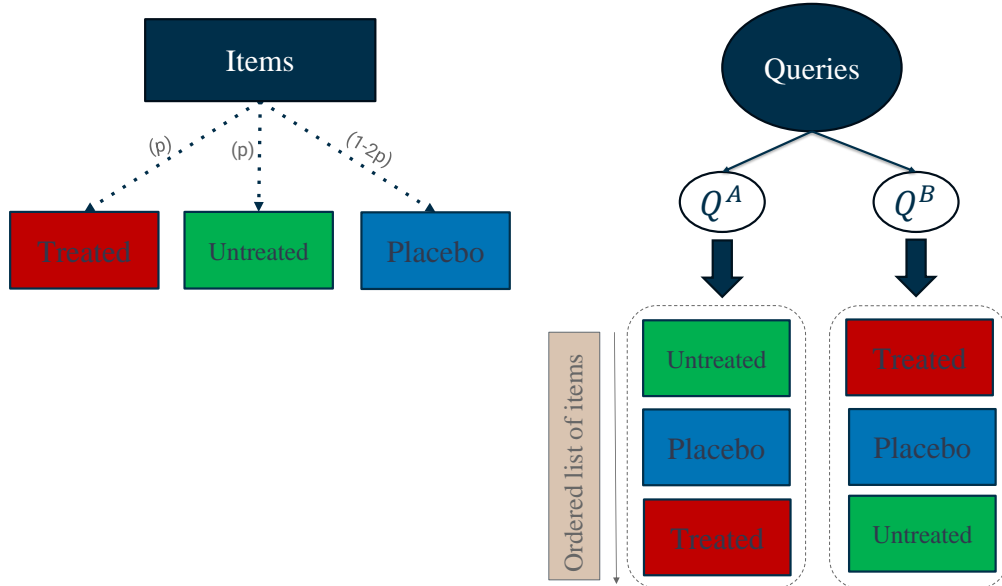 Items
(p)
(p)
(1-2p)
Treated
Untreated
Placebo
Queries
Q^A
Q^B
Ordered list of items
Untreated
Placebo
Treated
Treated
Placebo
Untreated